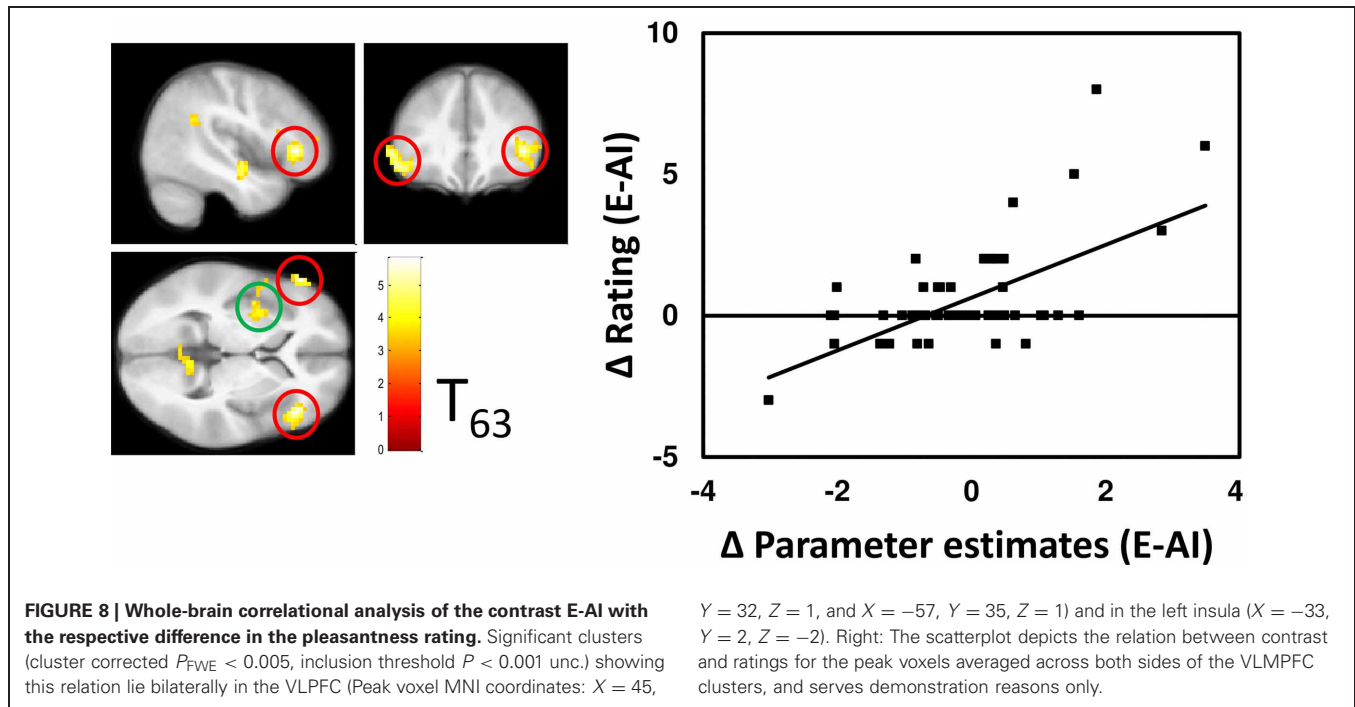 5
4
3
2
1
0
T63
10
5
0
-5
-4
-2
0
2
4
Δ Rating (E-AI)
Δ Parameter estimates (E-AI)
FIGURE 8 | Whole-brain correlational analysis of the contrast E-AI with
the respective difference in the pleasantness rating. Significant clusters
(cluster corrected PFWE < 0.005, inclusion threshold P < 0.001 unc.) showing
this relation lie bilaterally in the VLPFC (Peak voxel MNI coordinates: X = 45,
Y = 32, Z = 1, and X = −57, Y = 35, Z = 1) and in the left insula (X = −33,
Y = 2, Z = −2). Right: The scatterplot depicts the relation between contrast
and ratings for the peak voxels averaged across both sides of the VLMPFC
clusters, and serves demonstration reasons only.